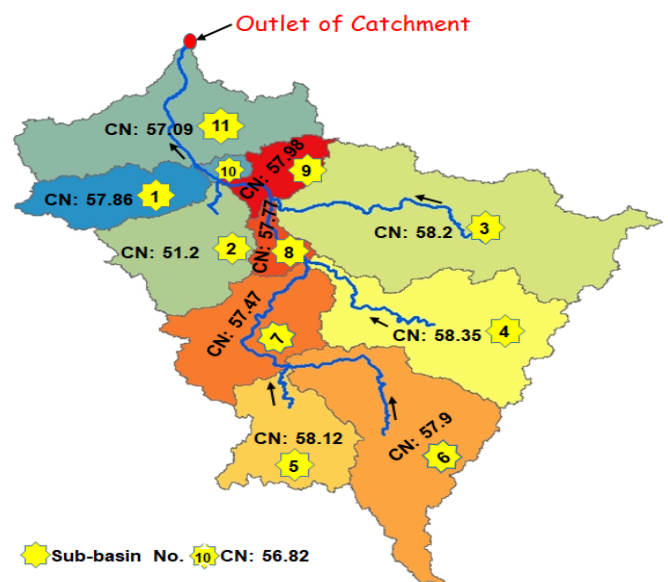 Outlet of Catchment
CN: 57.09
11
CN: 57.98
10
9
CN: 57.86
1
CN: 57.77
CN: 58.2
3
CN: 51.2
2
8
CN: 57.47
7
CN: 58.35
4
CN: 58.12
5
CN: 57.9
6
Sub-basin No. 10 CN: 56.82